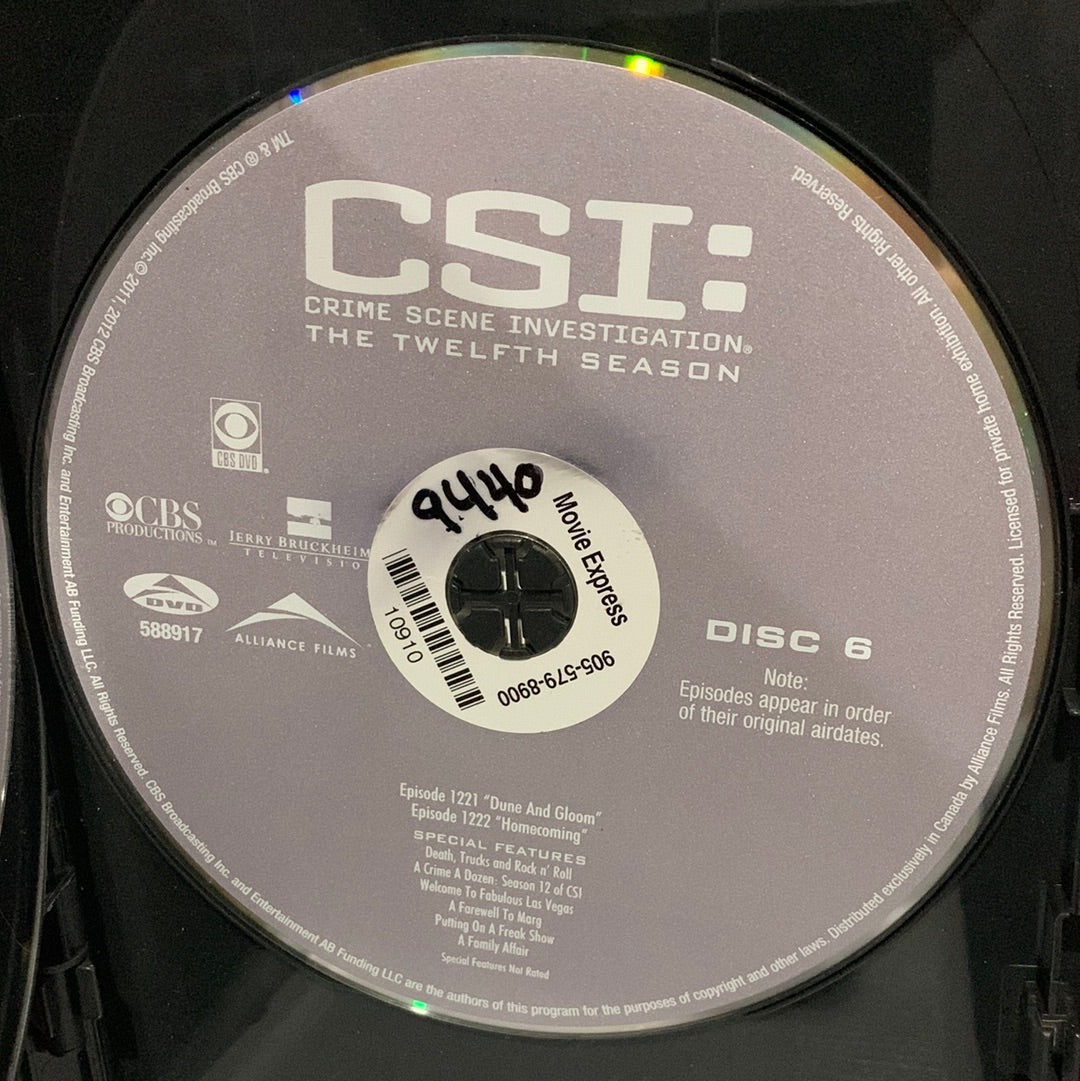 CSI:
CRIME SCENE INVESTIGATION®
THE TWELFTH SEASON
CBS DVD®
CBS
PRODUCTIONS™
JERRY BRUCKHEIM
TELEVISIO
DVD
588917
ALLIANCE FILMS™
9440
Movie Express
905-579-8900
10910
DISC 6
Note:
Episodes appear in order
of their original airdates.
Episode 1221 "Dune And Gloom"
Episode 1222 "Homecoming"
SPECIAL FEATURES
Death, Trucks and Rock n' Roll
A Crime A Dozen: Season 12 of CSI
Welcome To Fabulous Las Vegas
A Farewell To Marg
Putting On A Freak Show
A Family Affair
Special Features Not Rated
TM & ® CBS Broadcasting Inc. © 2011, 2012 CBS Broadcasting Inc. and Entertainment AB Funding LLC. All Rights Reserved. CBS Broadcasting Inc. and Entertainment AB Funding LLC are the authors of this program for the purposes of copyright and other laws. Distributed exclusively in Canada by Alliance Films. All Rights Reserved. Licensed for private home exhibition. All other Rights Reserved.